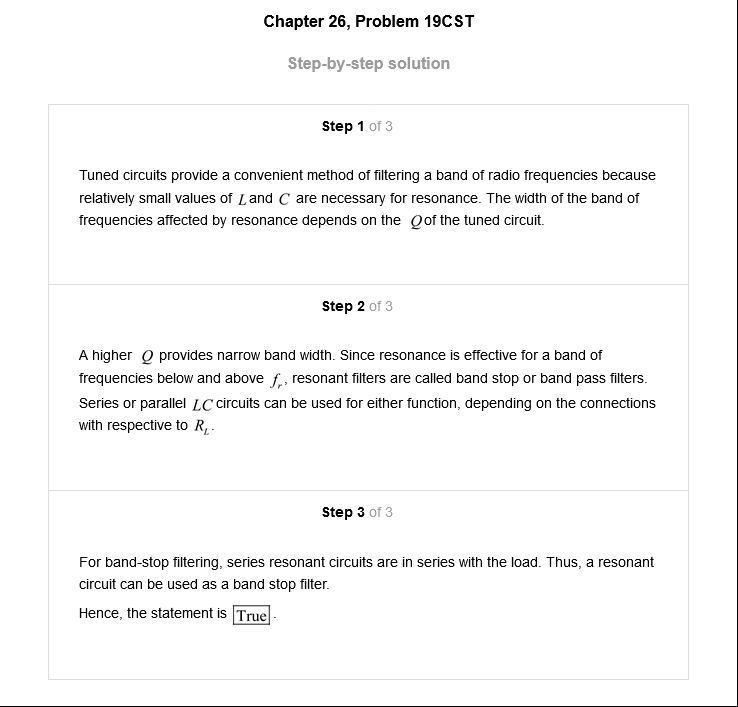 Chapter 26, Problem 19CST
Step-by-step solution
Step 1 of 3
Tuned circuits provide a convenient method of filtering a band of radio frequencies because
relatively small values of L and C are necessary for resonance. The width of the band of
frequencies affected by resonance depends on the Q of the tuned circuit.
Step 2 of 3
A higher Q provides narrow band width. Since resonance is effective for a band of
frequencies below and above f_r, resonant filters are called band stop or band pass filters.
Series or parallel LC circuits can be used for either function, depending on the connections
with respective to R_L.
Step 3 of 3
For band-stop filtering, series resonant circuits are in series with the load. Thus, a resonant
circuit can be used as a band stop filter.
Hence, the statement is True.